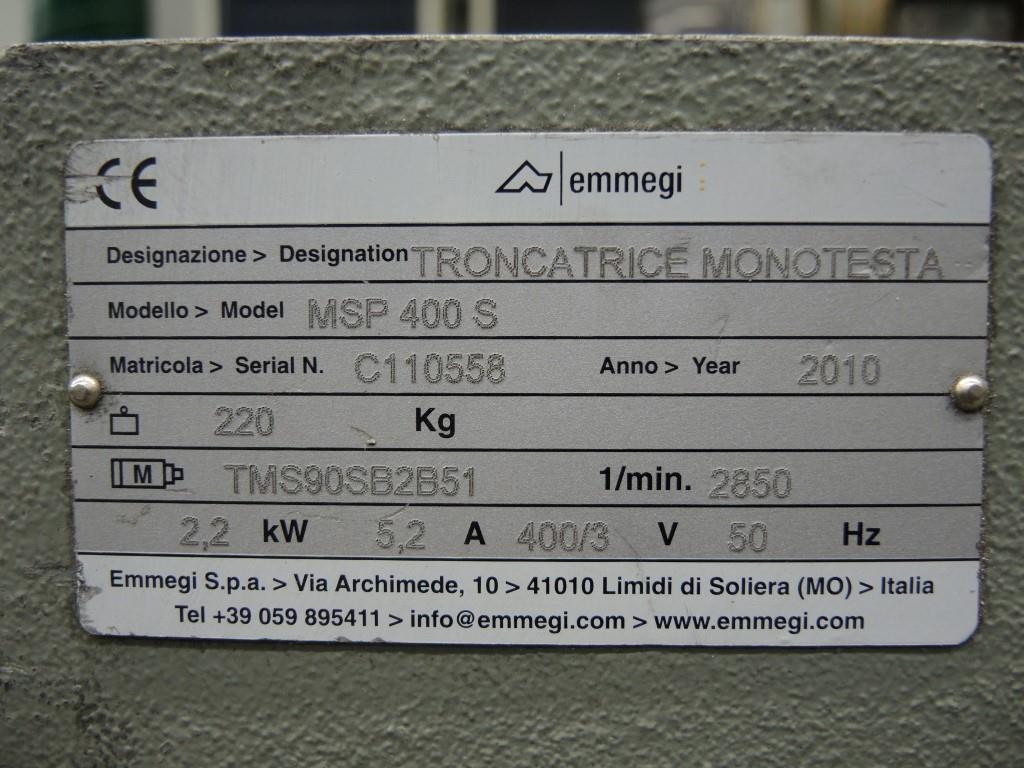 CE emmegi
Designazione > Designation TRONCATRICE MONOTESTA
Modello > Model MSP 400 S
Matricola > Serial N. C110558 Anno > Year 2010
220 Kg
M TMS90SB2B51 1/min. 2850
2,2 kW 5,2 A 400/3 V 50 Hz
Emmegi S.p.a. > Via Archimede, 10 > 41010 Limidi di Soliera (MO) > Italia
Tel +39 059 895411 > info@emmegi.com > www.emmegi.com